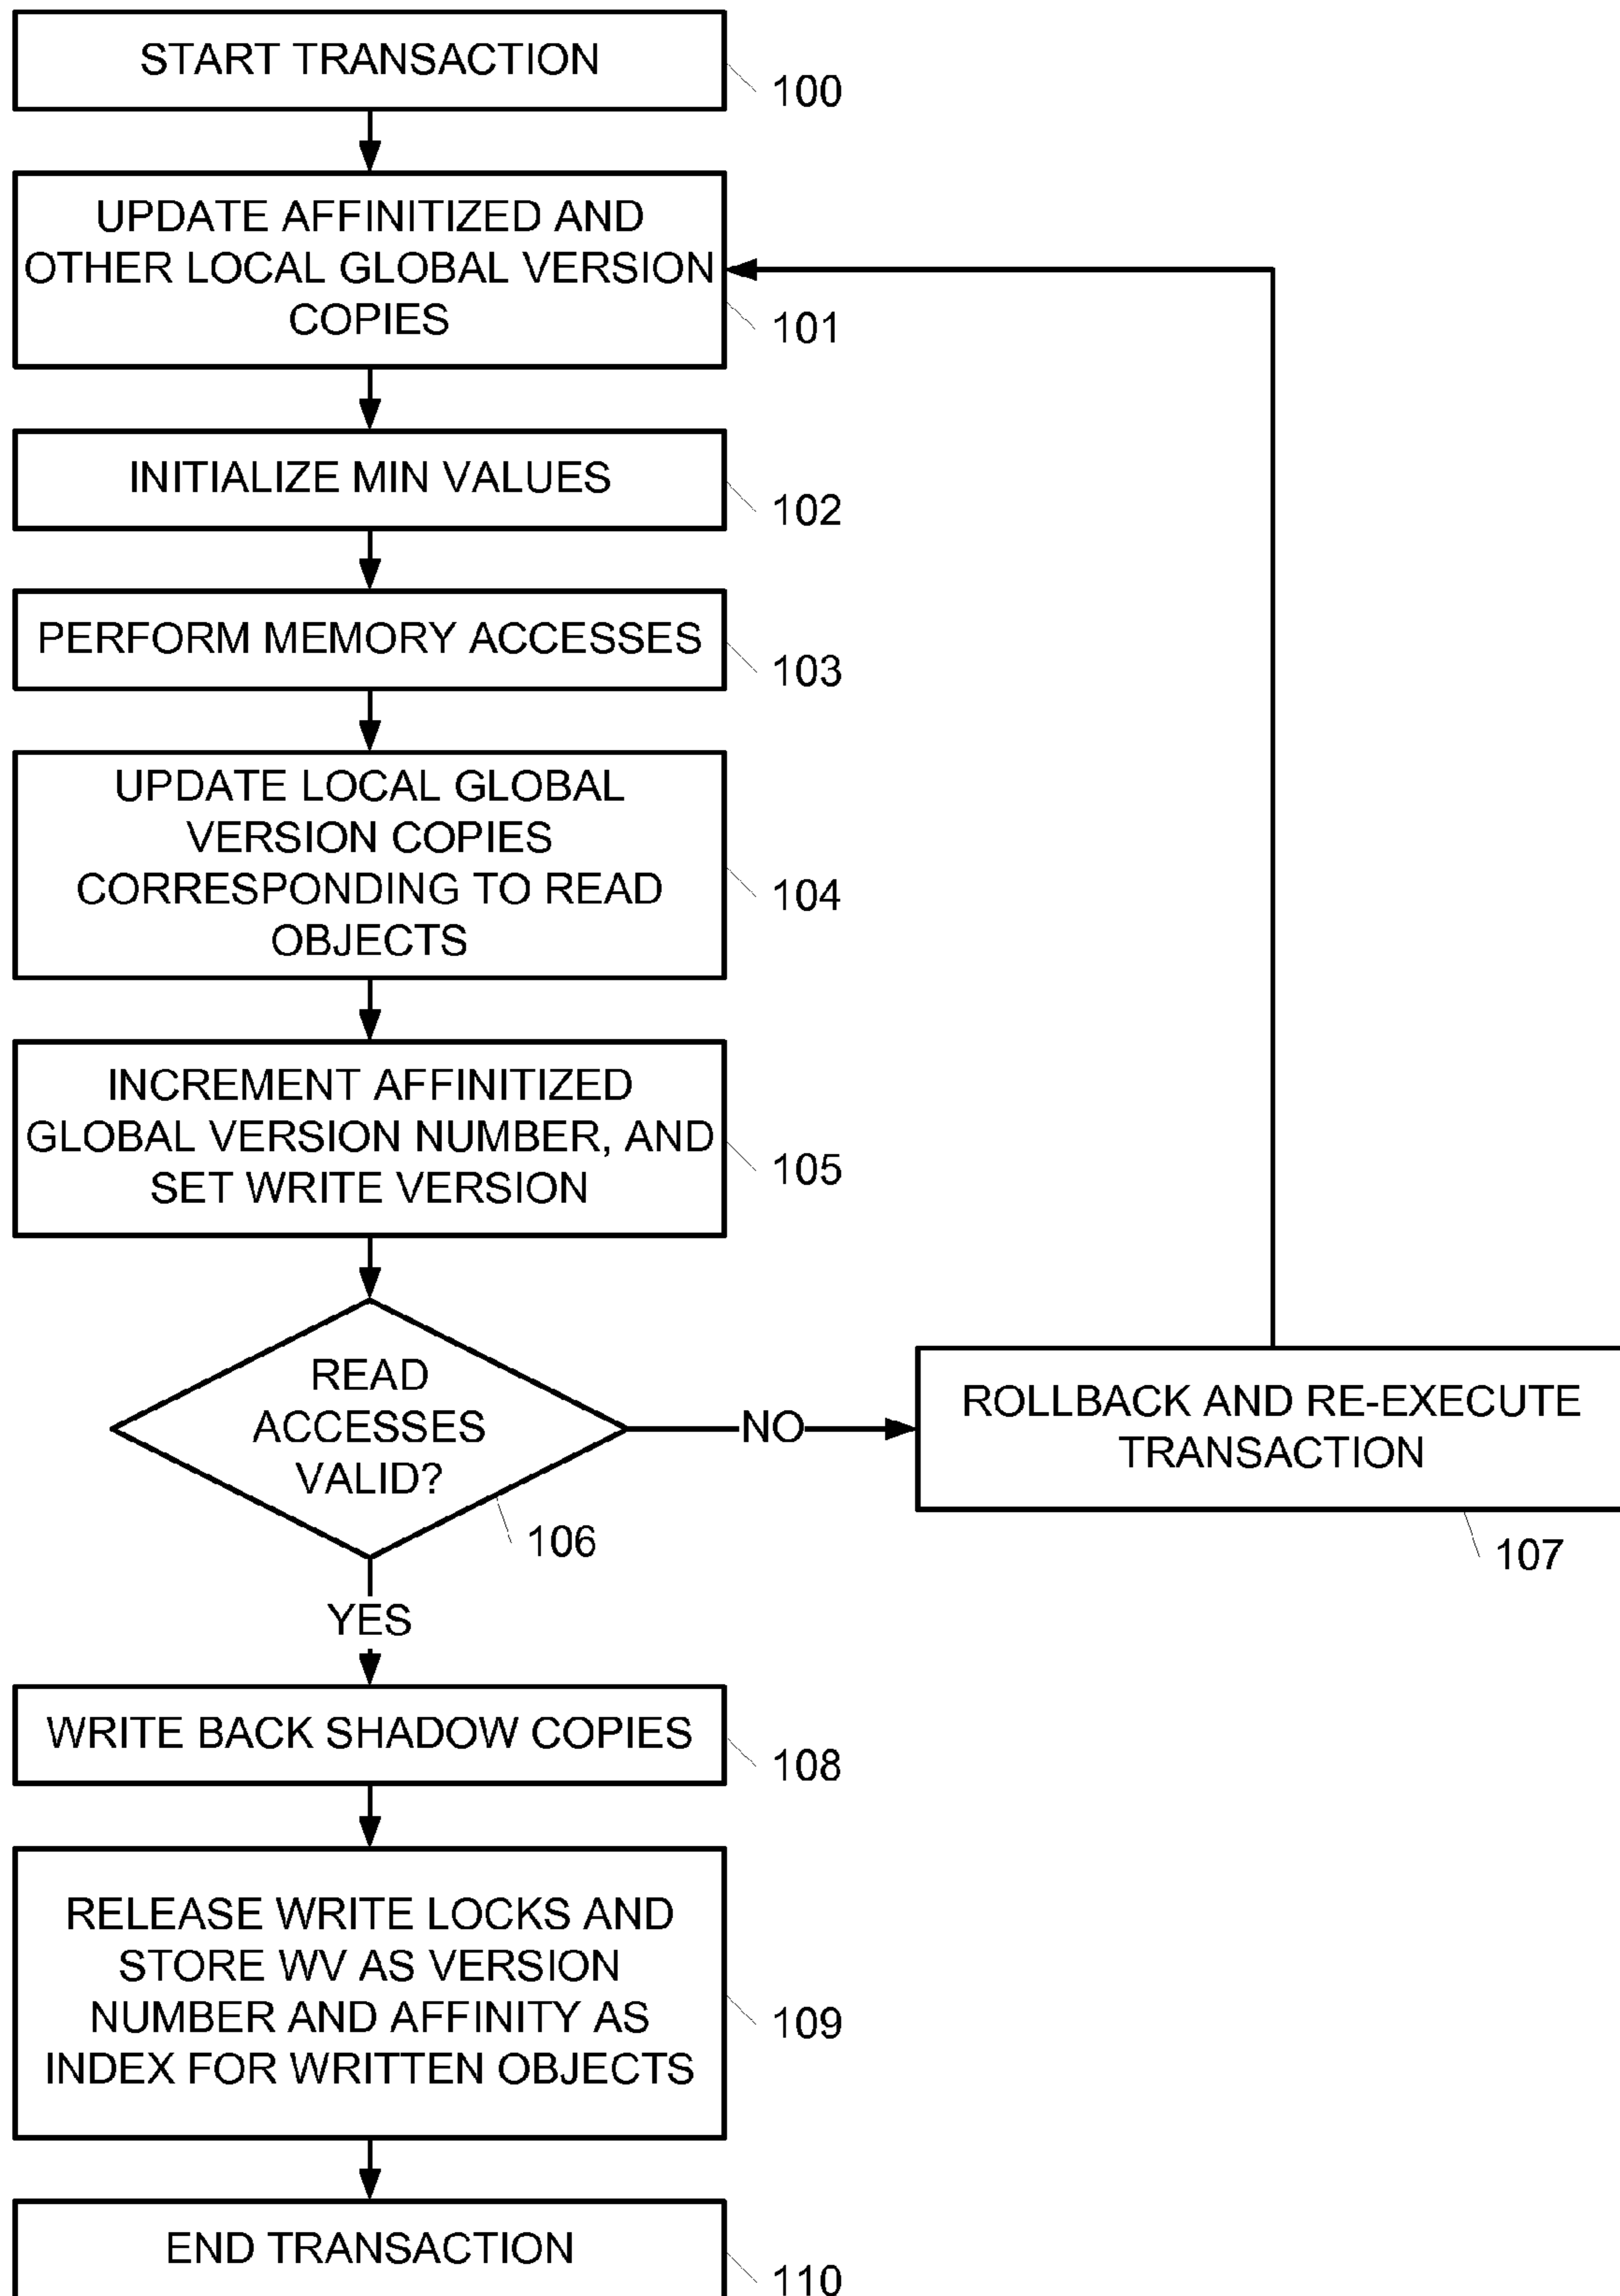 START TRANSACTION
100
UPDATE AFFINITIZED AND
OTHER LOCAL GLOBAL VERSION
COPIES
101
INITIALIZE MIN VALUES
102
PERFORM MEMORY ACCESSES
103
UPDATE LOCAL GLOBAL
VERSION COPIES
CORRESPONDING TO READ
OBJECTS
104
INCREMENT AFFINITIZED
GLOBAL VERSION NUMBER, AND
SET WRITE VERSION
105
READ
ACCESSES
VALID?
106
NO
ROLLBACK AND RE-EXECUTE
TRANSACTION
107
YES
WRITE BACK SHADOW COPIES
108
RELEASE WRITE LOCKS AND
STORE WV AS VERSION
NUMBER AND AFFINITY AS
INDEX FOR WRITTEN OBJECTS
109
END TRANSACTION
110